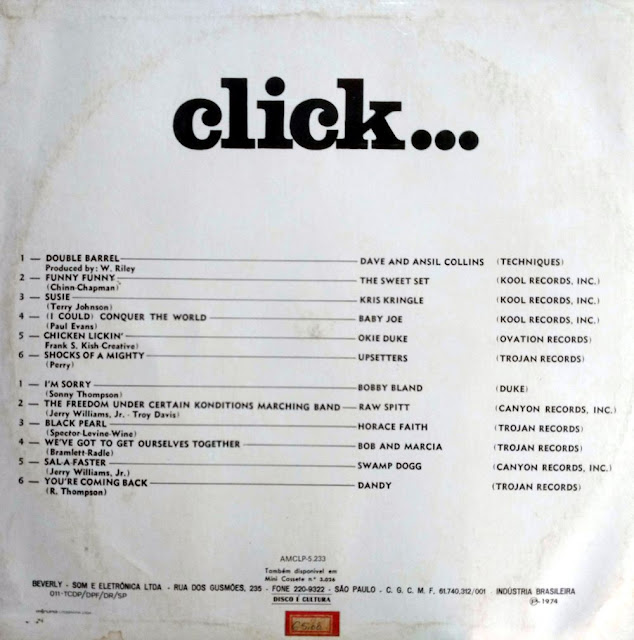 click...
1 — DOUBLE BARREL — DAVE AND ANSIL COLLINS (TECHNIQUES)
Produced by: W. Riley
2 — FUNNY FUNNY — THE SWEET SET (KOOL RECORDS, INC.)
(Chinn-Chapman)
3 — SUSIE — KRIS KRINGLE (KOOL RECORDS, INC.)
(Terry Johnson)
4 — (I COULD) CONQUER THE WORLD — BABY JOE (KOOL RECORDS, INC.)
(Paul Evans)
5 — CHICKEN LICKIN' — OKIE DUKE (OVATION RECORDS)
Frank S. Kish-Creative)
6 — SHOCKS OF A MIGHTY — UPSETTERS (TROJAN RECORDS)
(Perry)
1 — I'M SORRY — BOBBY BLAND (DUKE)
(Sonny Thompson)
2 — THE FREEDOM UNDER CERTAIN KONDITIONS MARCHING BAND — RAW SPITT (CANYON RECORDS, INC.)
(Jerry Williams, Jr. - Troy Davis)
3 — BLACK PEARL — HORACE FAITH (TROJAN RECORDS)
(Spector-Levine-Wine)
4 — WE'VE GOT TO GET OURSELVES TOGETHER — BOB AND MARCIA (TROJAN RECORDS)
(Bramlett-Radle)
5 — SAL-A-FASTER — SWAMP DOGG (CANYON RECORDS, INC.)
(Jerry Williams, Jr.)
6 — YOU'RE COMING BACK — DANDY (TROJAN RECORDS)
(R. Thompson)
AMCLP-5.233
Também disponível em
Mini Cassete nº 3.026
BEVERLY - SOM E ELETRÔNICA LTDA - RUA DOS GUSMÕES, 235 - FONE 220-9322 - SÃO PAULO - C. G. C. M. F. 61.740.312/001 - INDÚSTRIA BRASILEIRA
011-TCDP/DPF/DR/SP DISCO É CULTURA ℗-1974